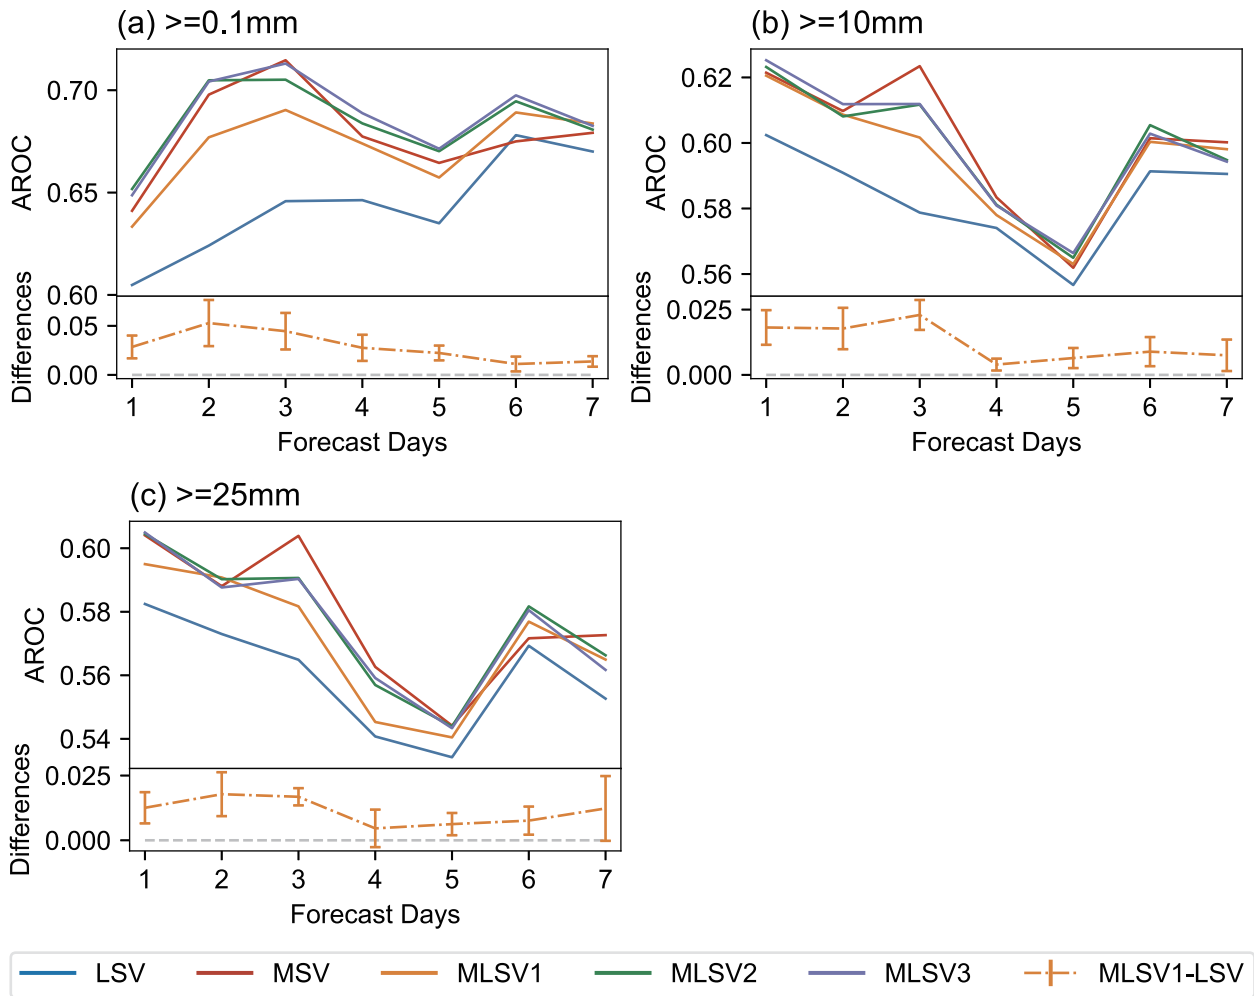 (a) >=0.1mm
AROC
0.70
0.65
0.60
Differences
0.05
0.00
1 2 3 4 5 6 7
Forecast Days
(b) >=10mm
AROC
0.62
0.60
0.58
0.56
Differences
0.025
0.000
1 2 3 4 5 6 7
Forecast Days
(c) >=25mm
AROC
0.60
0.58
0.56
0.54
Differences
0.025
0.000
1 2 3 4 5 6 7
Forecast Days
LSV MSV MLSV1 MLSV2 MLSV3 MLSV1-LSV